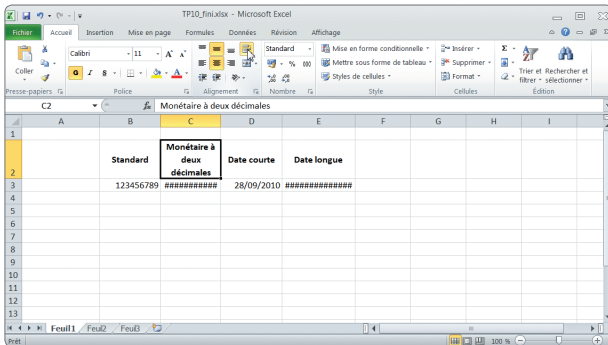 TP10_fini.xlsx - Microsoft Excel
Fichier Accueil Insertion Mise en page Formules Données Révision Affichage
Coller
Calibri 11 A A
Standard
Mise en forme conditionnelle
Insérer
Σ
G I S A
% 000
Mettre sous forme de tableau
Supprimer
Styles de cellules
Format
Trier et filtrer
Rechercher et sélectionner
Presse-papiers Police Alignement Nombre Style Cellules Édition
C2 fx Monétaire à deux décimales
A B C D E F G H I
1
2 Standard Monétaire à deux décimales Date courte Date longue
3 123456789 ########### 28/09/2010 ##############
4
5
6
7
8
9
10
11
12
13
Feuil1 Feuil2 Feuil3
Prêt 100 %